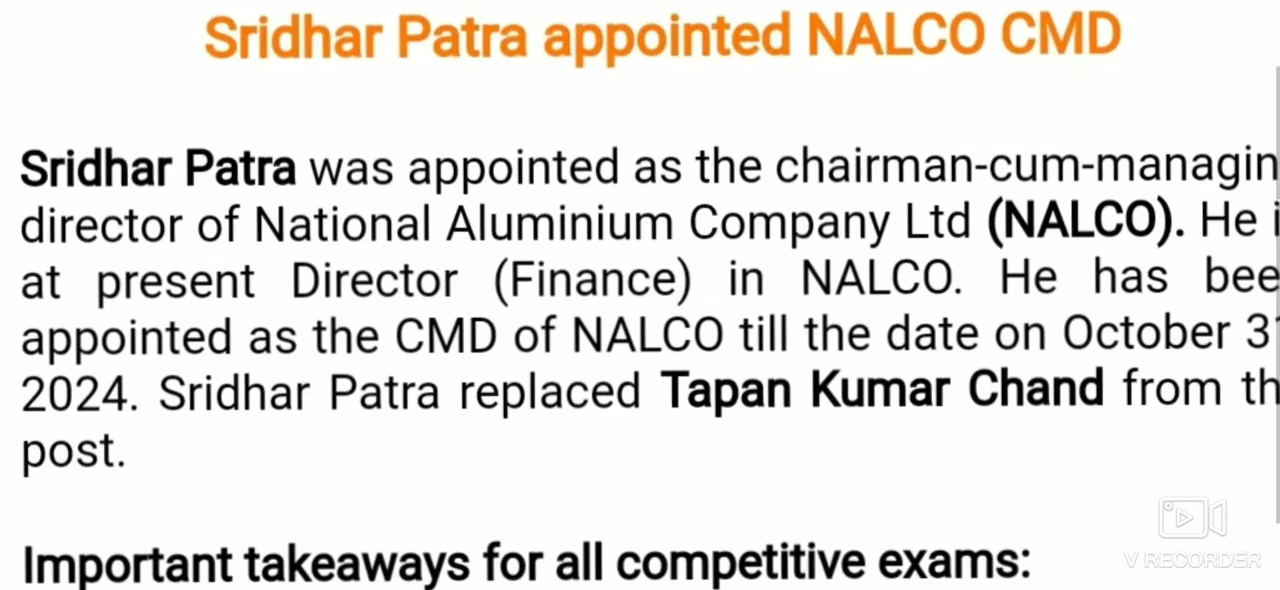 Sridhar Patra appointed NALCO CMD
Sridhar Patra was appointed as the chairman-cum-managin
director of National Aluminium Company Ltd (NALCO). He i
at present Director (Finance) in NALCO. He has bee
appointed as the CMD of NALCO till the date on October 31
2024. Sridhar Patra replaced Tapan Kumar Chand from th
post.
Important takeaways for all competitive exams:
V RECORDER